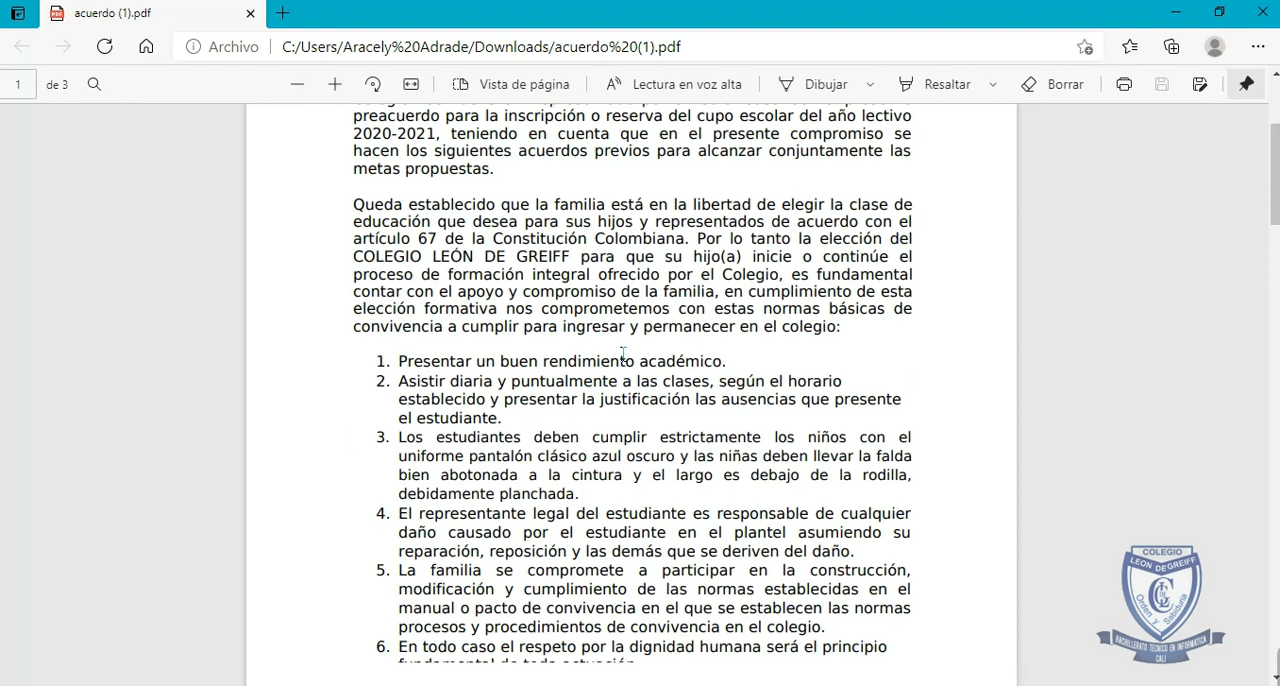 acuerdo (1).pdf
Archivo
C:/Users/Aracely%20Adrade/Downloads/acuerdo%20(1).pdf
1 de 3
Vista de página
Lectura en voz alta
Dibujar
Resaltar
Borrar
preacuerdo para la inscripción o reserva del cupo escolar del año lectivo
2020-2021, teniendo en cuenta que en el presente compromiso se
hacen los siguientes acuerdos previos para alcanzar conjuntamente las
metas propuestas.
Queda establecido que la familia está en la libertad de elegir la clase de
educación que desea para sus hijos y representados de acuerdo con el
artículo 67 de la Constitución Colombiana. Por lo tanto la elección del
COLEGIO LEÓN DE GREIFF para que su hijo(a) inicie o continúe el
proceso de formación integral ofrecido por el Colegio, es fundamental
contar con el apoyo y compromiso de la familia, en cumplimiento de esta
elección formativa nos comprometemos con estas normas básicas de
convivencia a cumplir para ingresar y permanecer en el colegio:
1. Presentar un buen rendimiento académico.
2. Asistir diaria y puntualmente a las clases, según el horario
establecido y presentar la justificación las ausencias que presente
el estudiante.
3. Los estudiantes deben cumplir estrictamente los niños con el
uniforme pantalón clásico azul oscuro y las niñas deben llevar la falda
bien abotonada a la cintura y el largo es debajo de la rodilla,
debidamente planchada.
4. El representante legal del estudiante es responsable de cualquier
daño causado por el estudiante en el plantel asumiendo su
reparación, reposición y las demás que se deriven del daño.
5. La familia se compromete a participar en la construcción,
modificación y cumplimiento de las normas establecidas en el
manual o pacto de convivencia en el que se establecen las normas
procesos y procedimientos de convivencia en el colegio.
6. En todo caso el respeto por la dignidad humana será el principio
fundamental de toda actuación
COLEGIO
LEON DE GREIFF
Orden y Sabiduria
BACHILLERATO TECNICO EN INFORMATICA
CALI